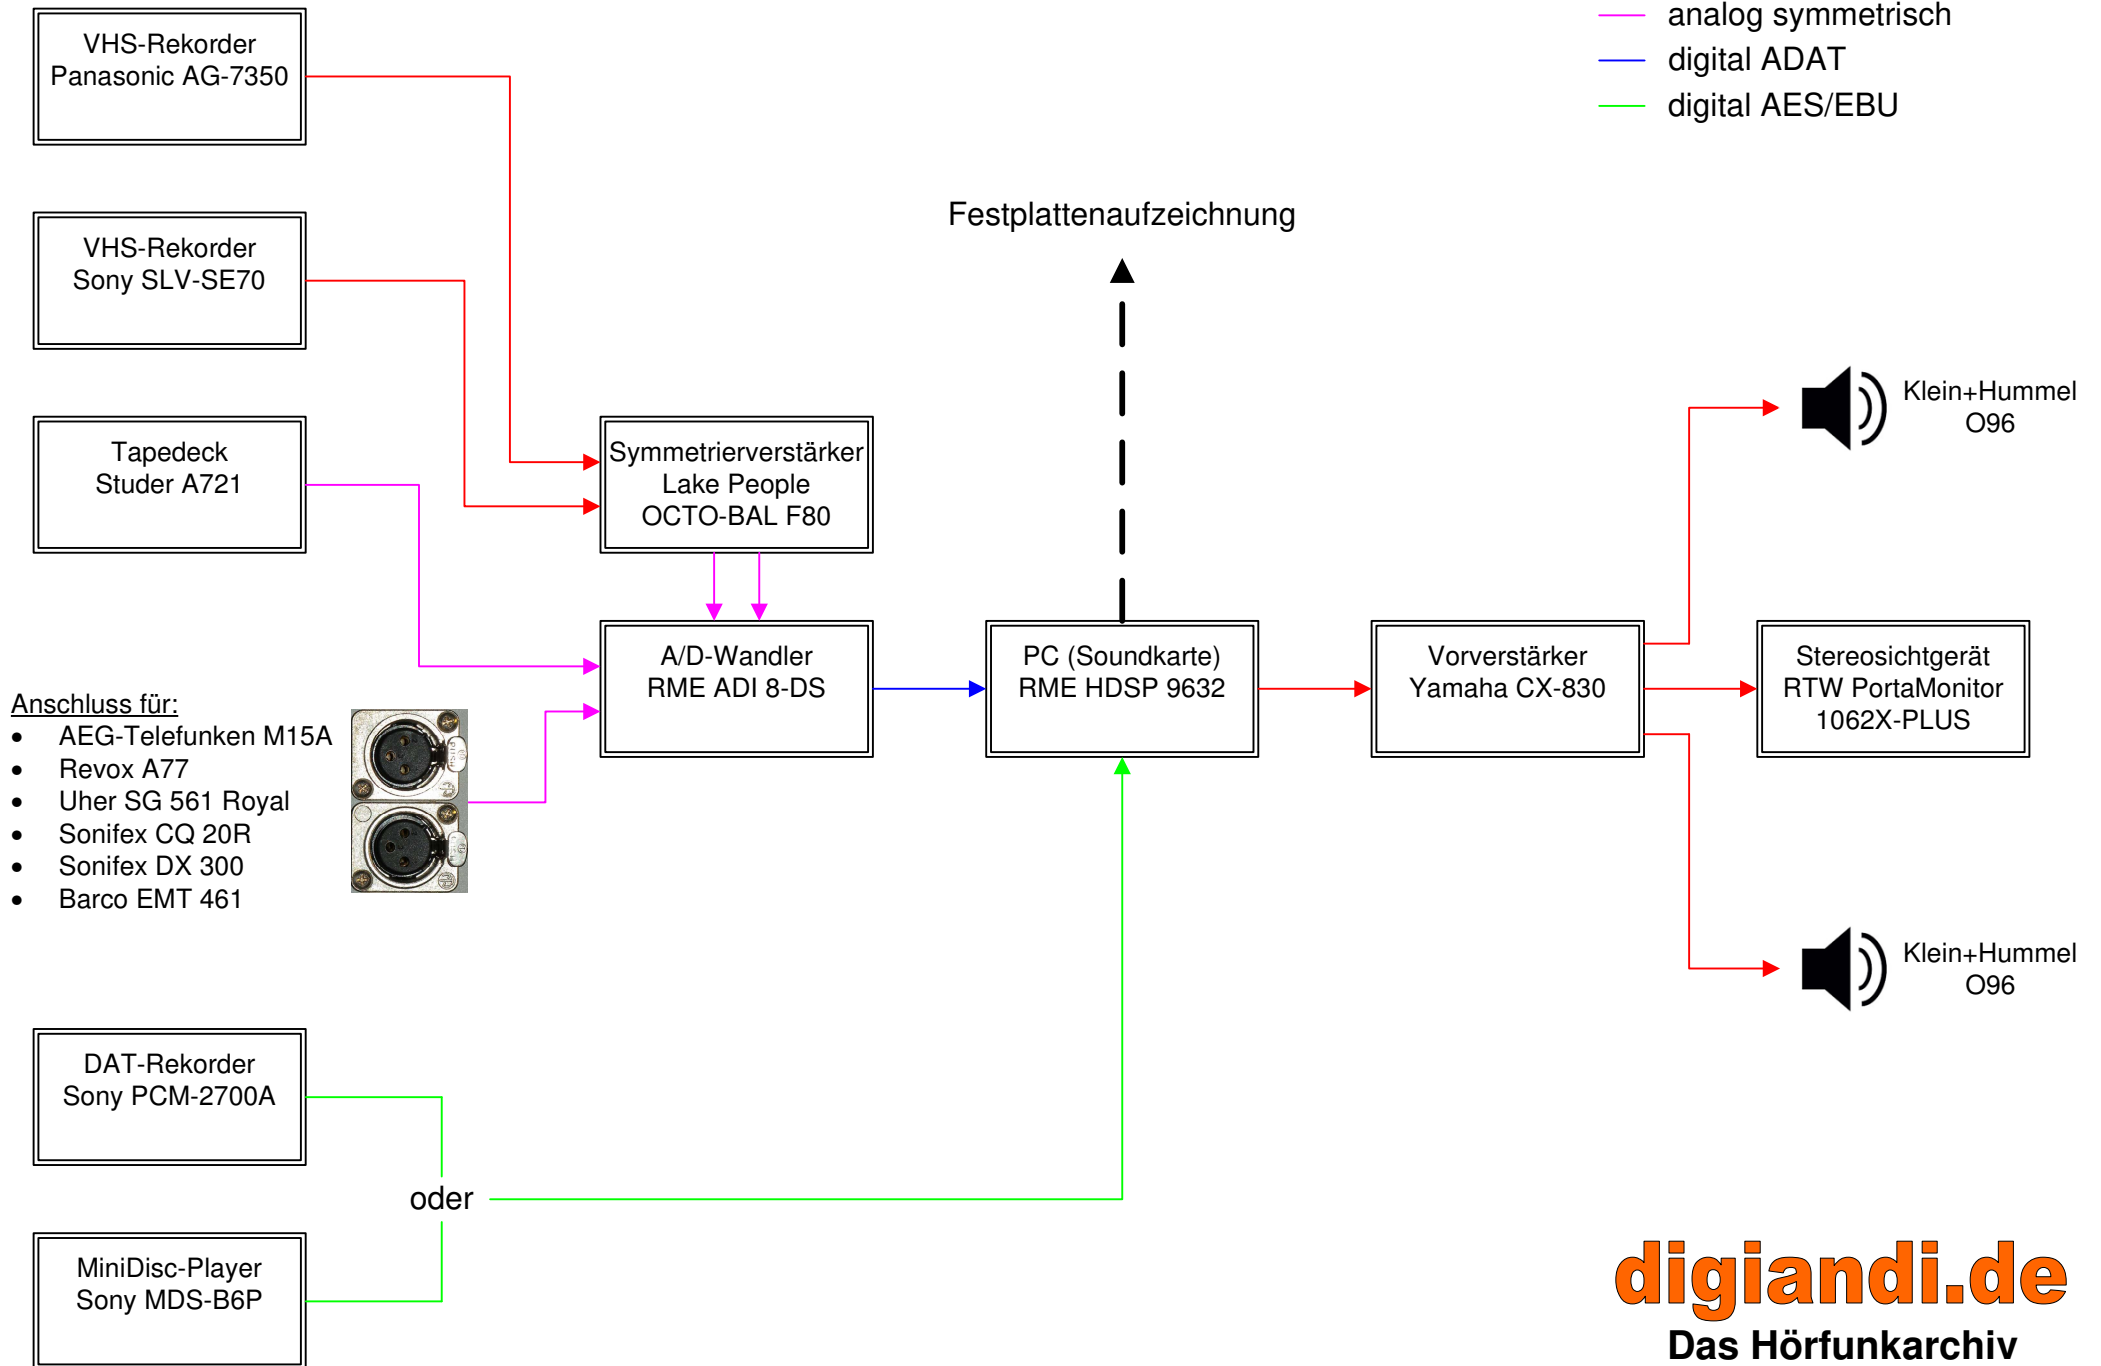 analog symmetrisch
digital ADAT
digital AES/EBU
VHS-Rekorder
Panasonic AG-7350
VHS-Rekorder
Sony SLV-SE70
Festplattenaufzeichnung
Tapedeck
Studer A721
Symmetrierverstärker
Lake People
OCTO-BAL F80
Klein+Hummel
O96
A/D-Wandler
RME ADI 8-DS
PC (Soundkarte)
RME HDSP 9632
Vorverstärker
Yamaha CX-830
Stereosichtgerät
RTW PortaMonitor
1062X-PLUS
Anschluss für:
• AEG-Telefunken M15A
• Revox A77
• Uher SG 561 Royal
• Sonifex CQ 20R
• Sonifex DX 300
• Barco EMT 461
Klein+Hummel
O96
DAT-Rekorder
Sony PCM-2700A
oder
MiniDisc-Player
Sony MDS-B6P
digiandi.de
Das Hörfunkarchiv